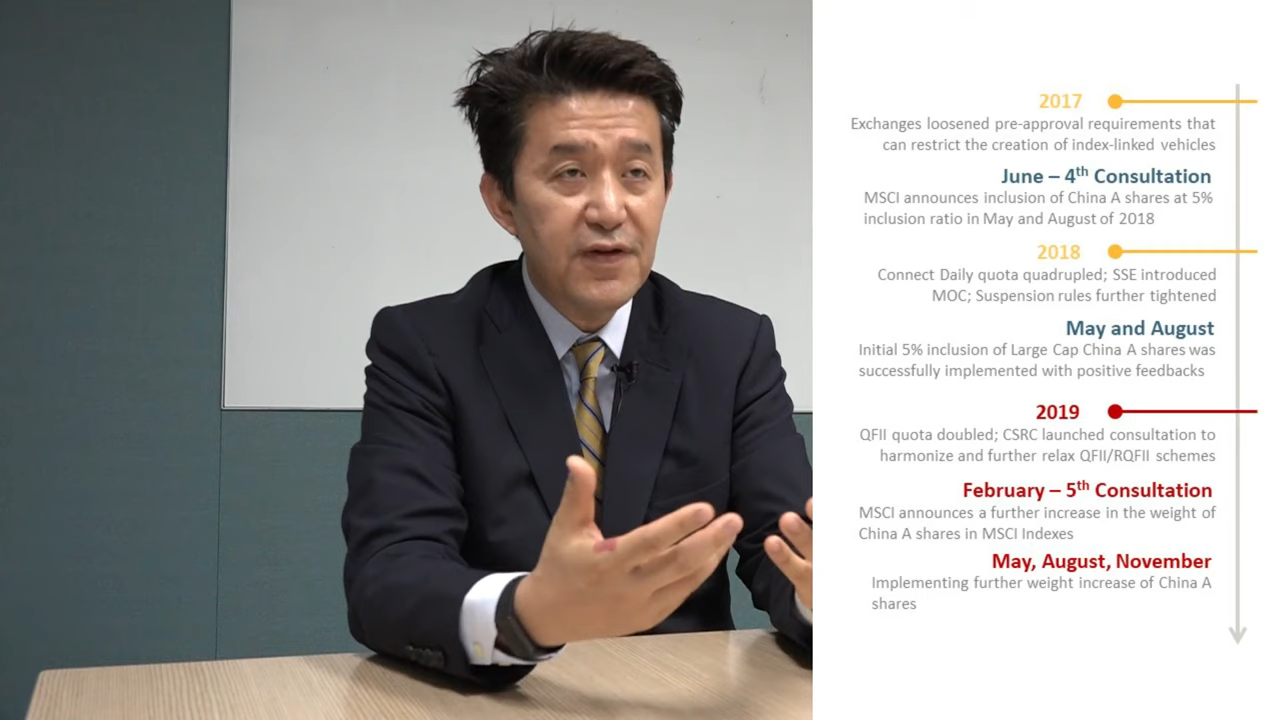 2017
Exchanges loosened pre-approval requirements that
can restrict the creation of index-linked vehicles
June – 4th Consultation
MSCI announces inclusion of China A shares at 5%
inclusion ratio in May and August of 2018
2018
Connect Daily quota quadrupled; SSE introduced
MOC; Suspension rules further tightened
May and August
Initial 5% inclusion of Large Cap China A shares was
successfully implemented with positive feedbacks
2019
QFII quota doubled; CSRC launched consultation to
harmonize and further relax QFII/RQFII schemes
February – 5th Consultation
MSCI announces a further increase in the weight of
China A shares in MSCI Indexes
May, August, November
Implementing further weight increase of China A
shares